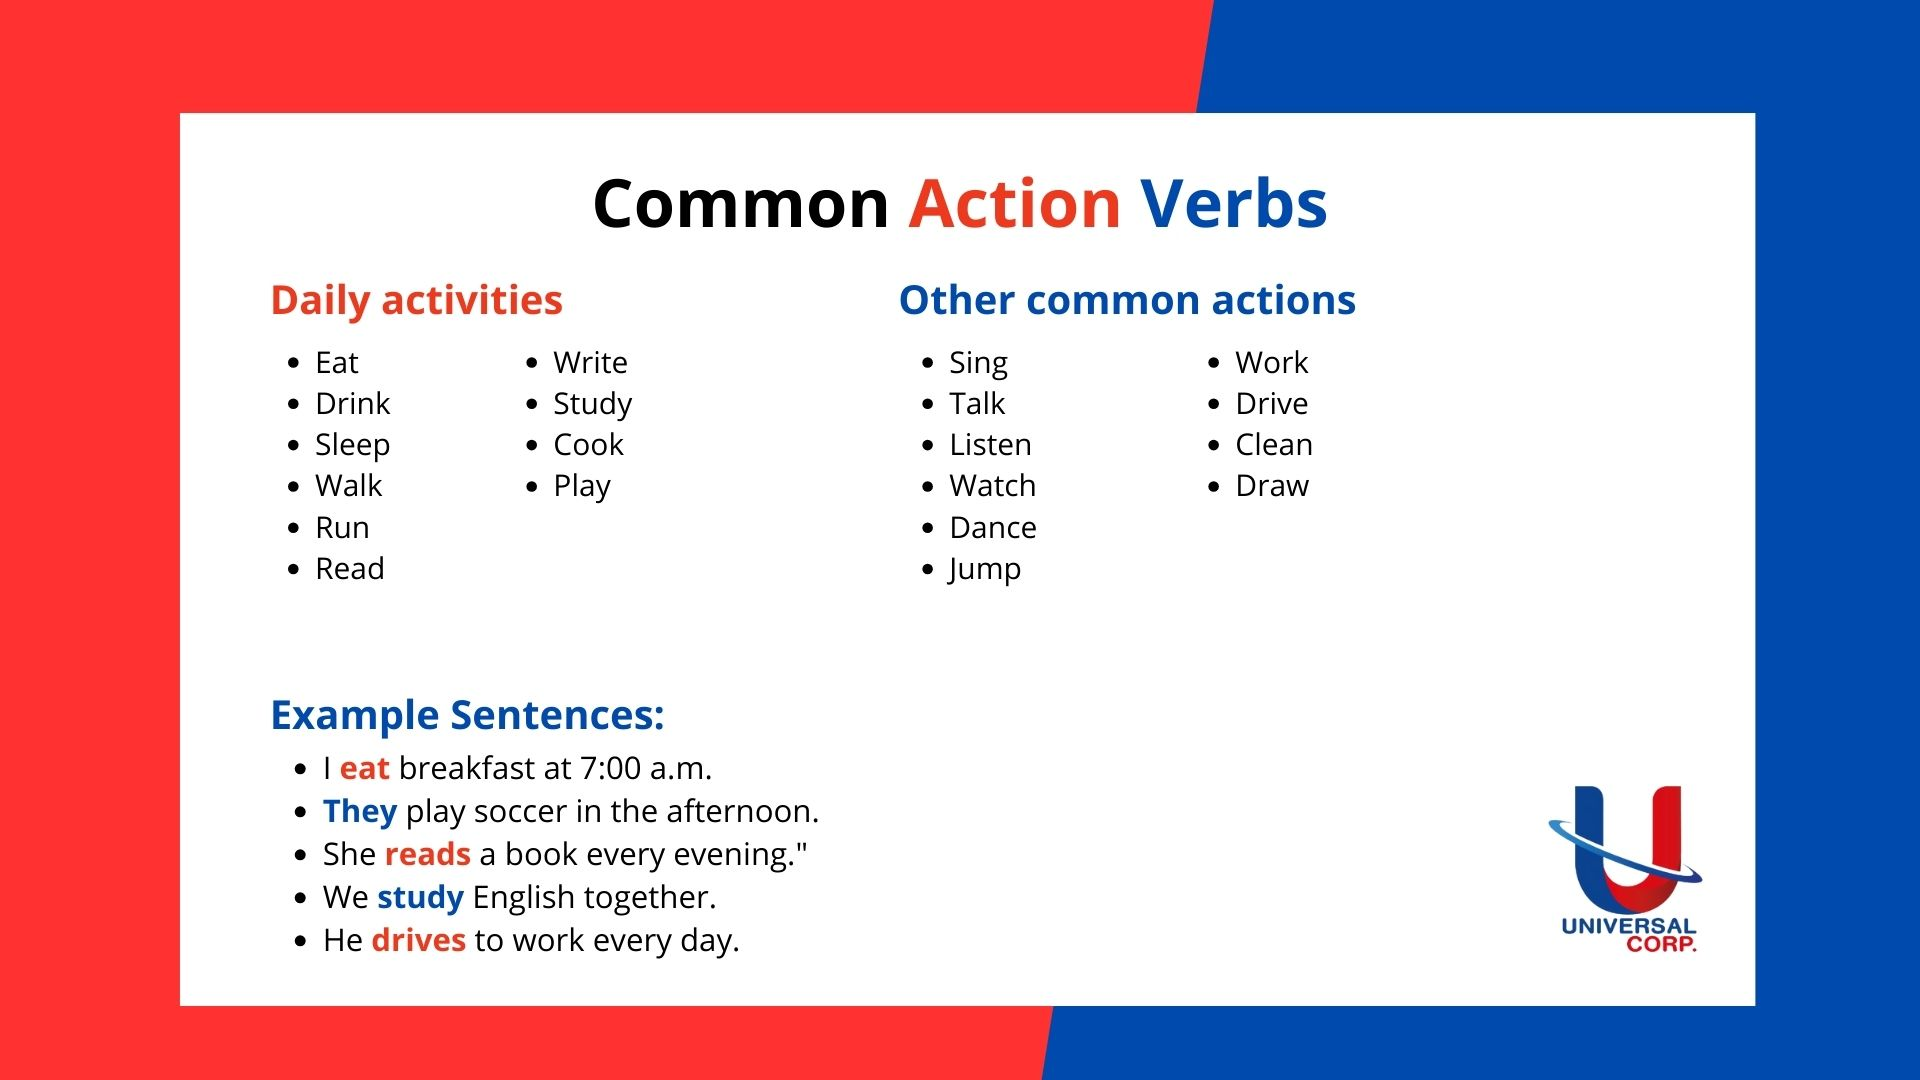 Common Action Verbs
Daily activities
Eat
Drink
Sleep
Walk
Run
Read
Write
Study
Cook
Play
Other common actions
Sing
Talk
Listen
Watch
Dance
Jump
Work
Drive
Clean
Draw
Example Sentences:
I eat breakfast at 7:00 a.m.
They play soccer in the afternoon.
She reads a book every evening."
We study English together.
He drives to work every day.
UNIVERSAL
CORP.